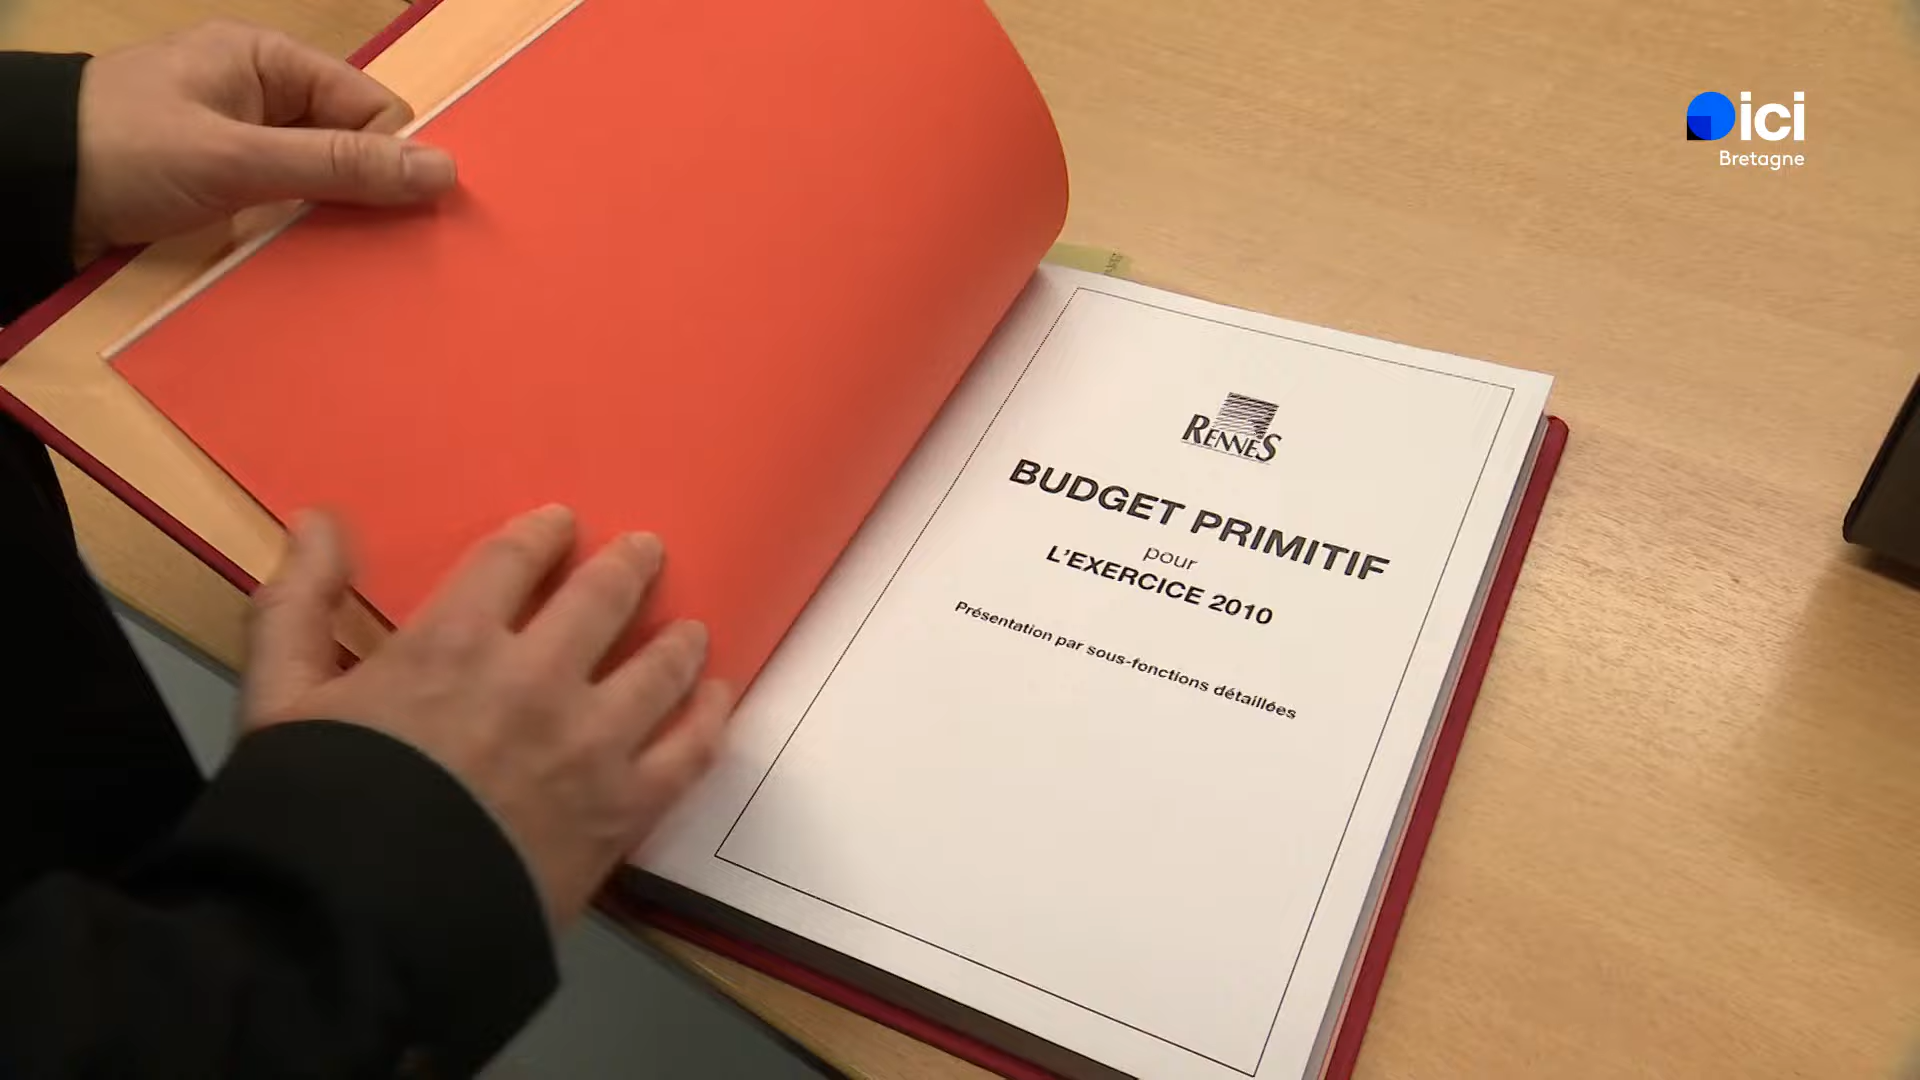 ici
Bretagne
RENNES
BUDGET PRIMITIF
pour
L'EXERCICE 2010
Présentation par sous-fonctions détaillées